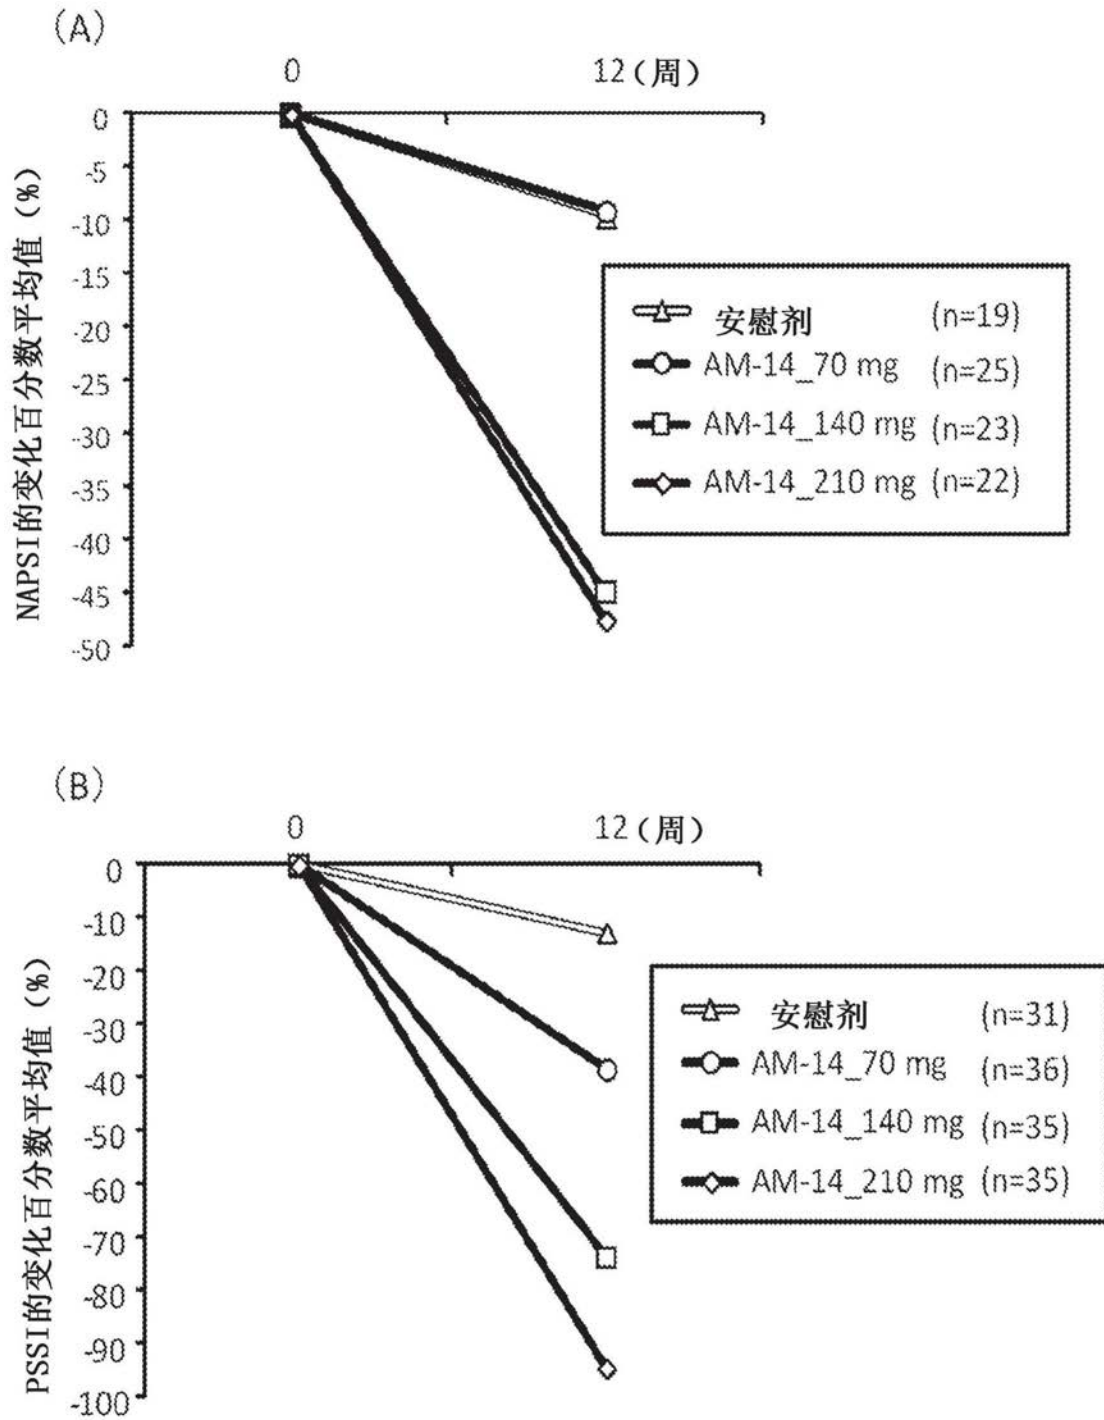 (A)
0 12(周)
NAPSI的变化百分数平均值(%)
0
-5
-10
-15
-20
-25
-30
-35
-40
-45
-50
安慰剂 (n=19)
AM-14_70 mg (n=25)
AM-14_140 mg (n=23)
AM-14_210 mg (n=22)
(B)
0 12(周)
PSSI的变化百分数平均值(%)
0
-10
-20
-30
-40
-50
-60
-70
-80
-90
-100
安慰剂 (n=31)
AM-14_70 mg (n=36)
AM-14_140 mg (n=35)
AM-14_210 mg (n=35)